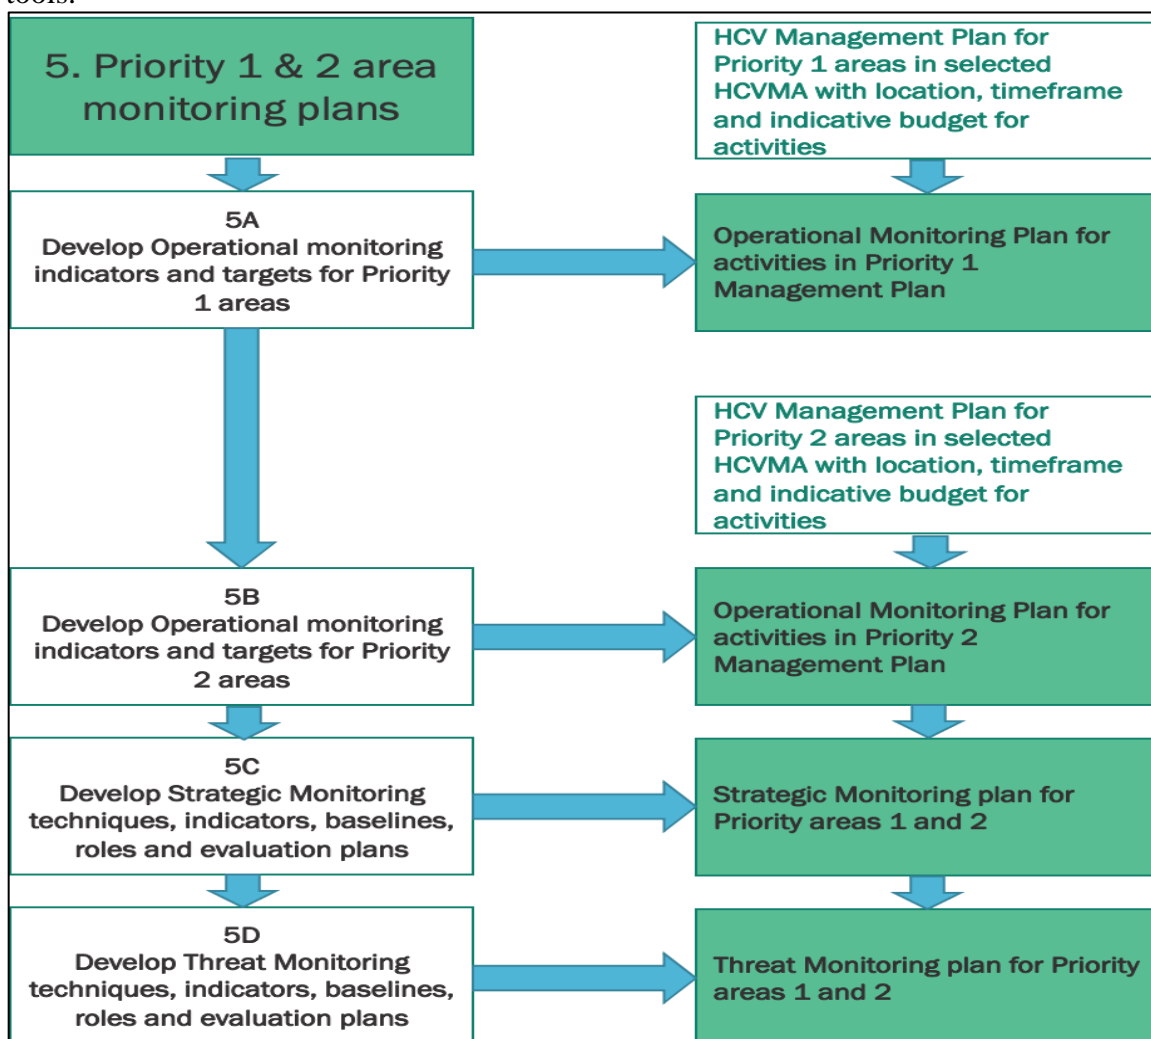 tools.
5. Priority 1 & 2 area
monitoring plans
HCV Management Plan for
Priority 1 areas in selected
HCVMA with location, timeframe
and indicative budget for
activities
5A
Develop Operational monitoring
indicators and targets for Priority
1 areas
Operational Monitoring Plan for
activities in Priority 1
Management Plan
HCV Management Plan for
Priority 2 areas in selected
HCVMA with location, timeframe
and indicative budget for
activities
5B
Develop Operational monitoring
indicators and targets for Priority
2 areas
Operational Monitoring Plan for
activities in Priority 2
Management Plan
5C
Develop Strategic Monitoring
techniques, indicators, baselines,
roles and evaluation plans
Strategic Monitoring plan for
Priority areas 1 and 2
5D
Develop Threat Monitoring
techniques, indicators, baselines,
roles and evaluation plans
Threat Monitoring plan for Priority
areas 1 and 2